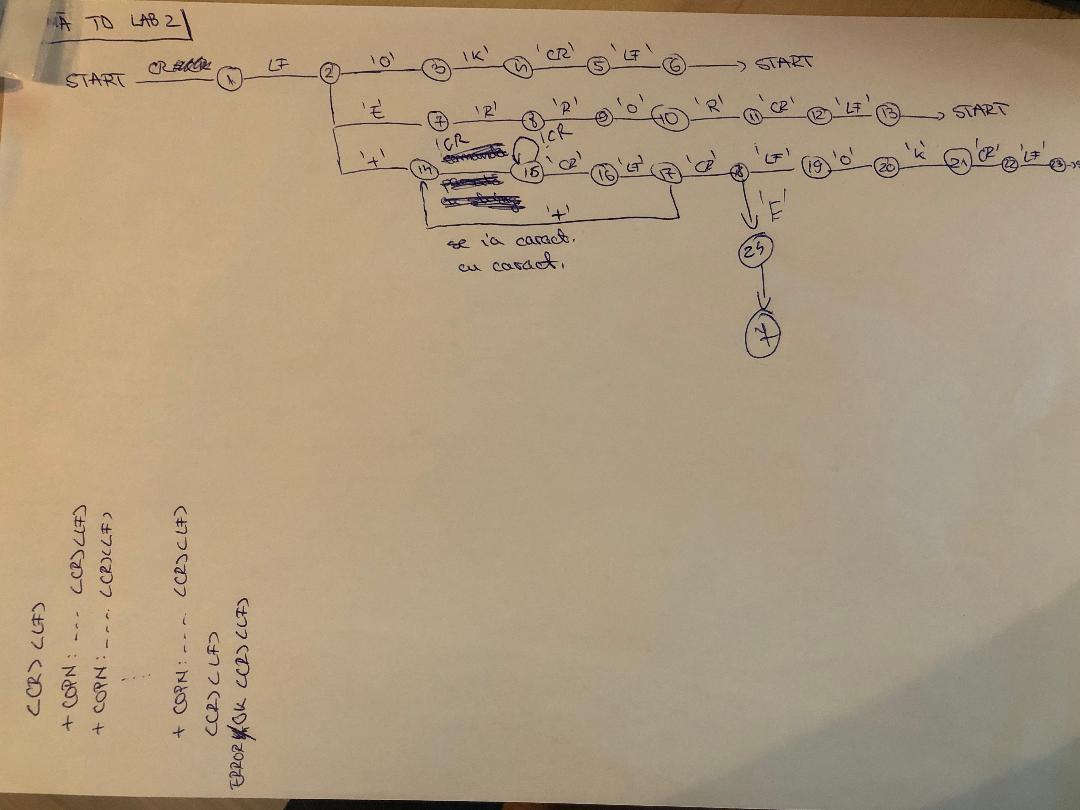 Ā TO LAB 2
START CR 1 LF 2 'O' 3 'K' 4 'CR' 5 'LF' 6 → START
'E' 7 'R' 8 'R' 9 'O' 10 'R' 11 'CR' 12 'LF' 13 → START
'+' 14 !CR 15 !CR 'CR' 16 'LF' 17 'CR' 18 'LF' 19 'O' 20 'K' 21 'CR' 22 'LF' 23
'+' 'E'
se ia caract.
cu caract.
24
7
<CR> <LF>
+ COPN: --- <CR> <LF>
+ COPN: ---- <CR> <LF>
⋮
+ COPN: ---- <CR> <LF>
<CR> <LF>
ERROR/OK <CR> <LF>